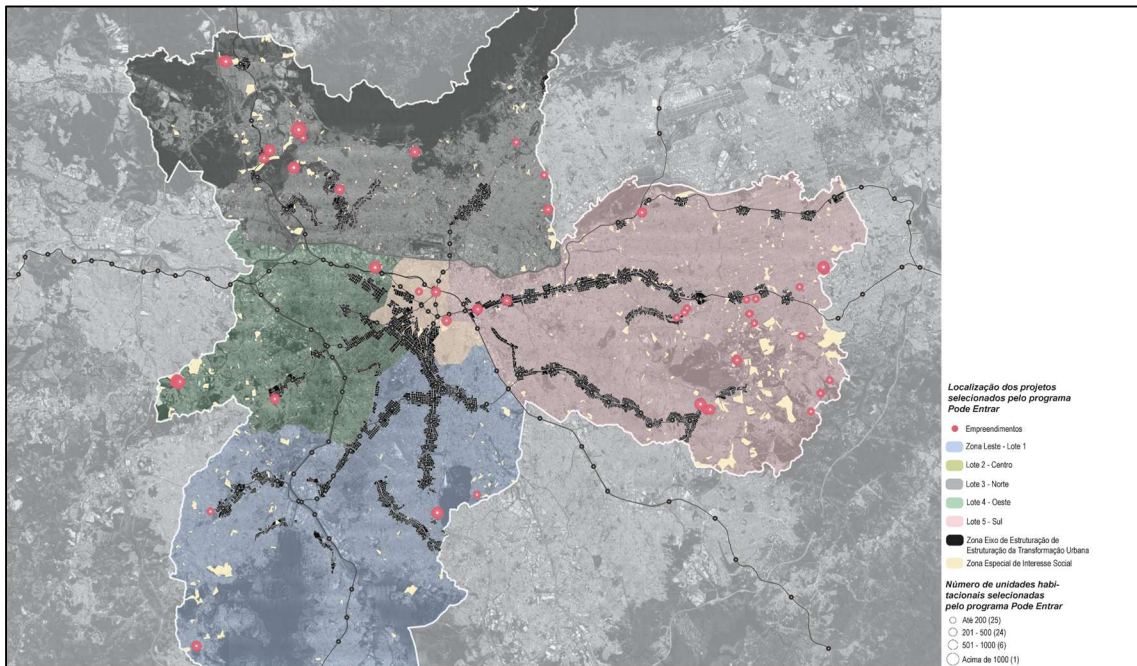 Localização dos projetos
selecionados pelo programa
Pode Entrar
Empreendimentos
Zona Leste - Lote 1
Lote 2 - Centro
Lote 3 - Norte
Lote 4 - Oeste
Lote 5 - Sul
Zona Eixo de Estruturação de
Estruturação da Transformação Urbana
Zona Especial de Interesse Social
Número de unidades habi-
tacionais selecionadas
pelo programa Pode Entrar
Até 200 (25)
201 - 500 (24)
501 - 1000 (6)
Acima de 1000 (1)